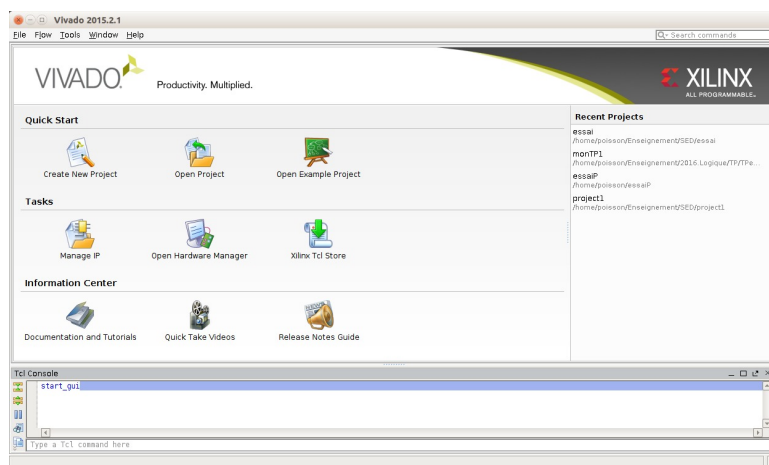 Vivado 2015.2.1
File Flow Tools Window Help
Search commands
VIVADO.
Productivity. Multiplied.
XILINX
ALL PROGRAMMABLE
Quick Start
Create New Project
Open Project
Open Example Project
Tasks
Manage IP
Open Hardware Manager
Xilinx Tcl Store
Information Center
Documentation and Tutorials
Quick Take Videos
Release Notes Guide
Recent Projects
essai
/home/poisson/Enseignement/SED/essai
monTP1
/home/poisson/Enseignement/2016.Logique/TP/TPe...
essaiP
/home/poisson/essaiP
project1
/home/poisson/Enseignement/SED/project1
Tcl Console
start_gui
Type a Tcl command here